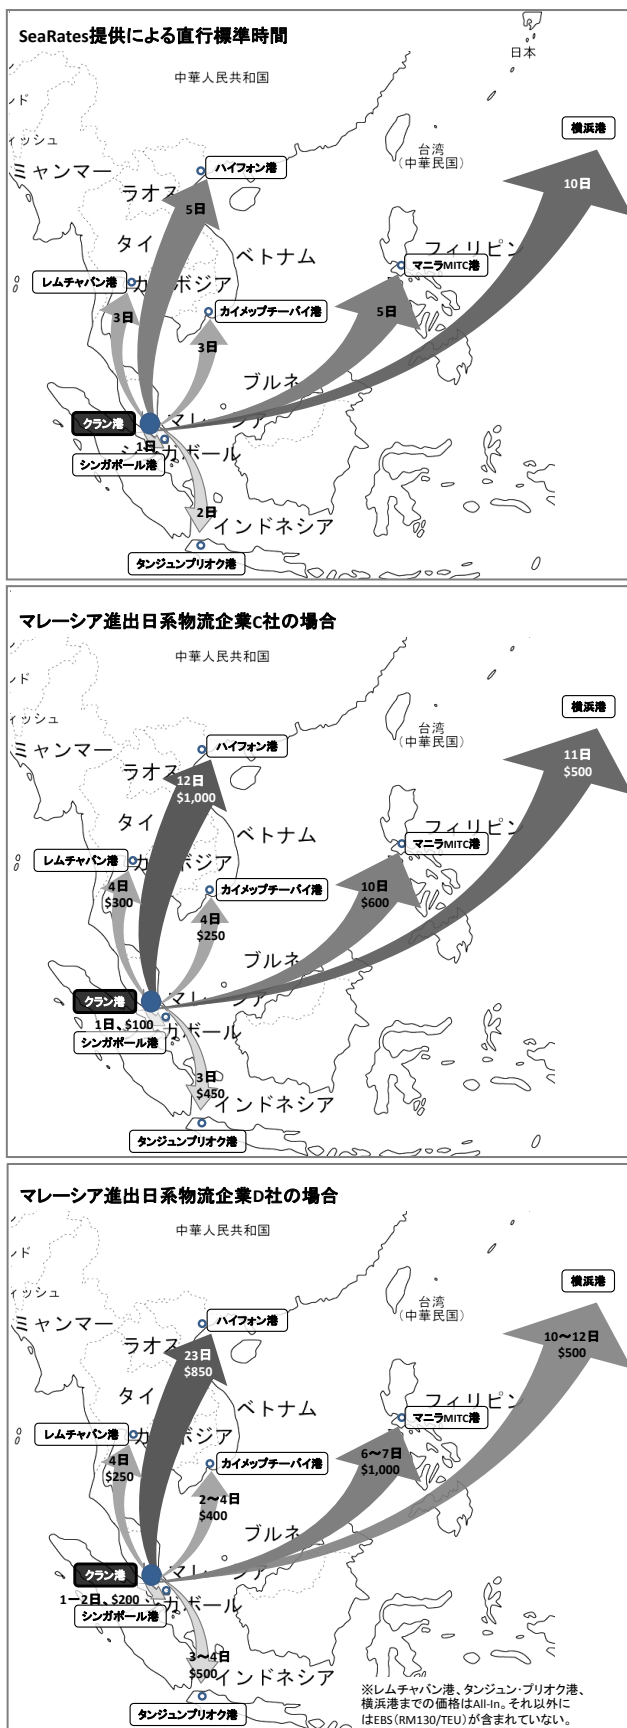 SeaRates提供による直行標準時間
日本
中華人民共和国
ンド
横浜港
ィッシュ
台湾
(中華民国)
ミャンマー
ハイフォン港
ラオス
10日
5日
タイ
ベトナム
フィリピン
マニラMITC港
レムチャバン港
カ ボジア
カイメップチーバイ港
3日
5日
3日
ブルネ
クラン港
マレーシア
1日
シ ガポール
シンガポール港
2日
インドネシア
タンジュンプリオク港
マレーシア進出日系物流企業C社の場合
中華人民共和国
ンド
横浜港
ィッシュ
台湾
(中華民国)
ミャンマー
ハイフォン港
ラオス
11日
$500
12日
$1,000
タイ
ベトナム
フィリピン
マニラMITC港
レムチャバン港
カ ボジア
カイメップチーバイ港
4日
$300
10日
$600
4日
$250
ブルネ
クラン港
マレーシア
1日、$100
ガポール
シンガポール港
3日
$450
インドネシア
タンジュンプリオク港
マレーシア進出日系物流企業D社の場合
中華人民共和国
ンド
横浜港
ィッシュ
台湾
(中華民国)
ミャンマー
ハイフォン港
ラオス
10～12日
$500
23日
$850
タイ
ベトナム
フィリピン
マニラMITC港
レムチャバン港
カ ボジア
カイメップチーバイ港
4日
$250
6～7日
$1,000
2～4日
$400
ブルネ
クラン港
マレーシア
1ー2日、$200
シ ガポール
シンガポール港
3～4日
$500
インドネシア
タンジュンプリオク港
※レムチャバン港、タンジュン・プリオク港、
横浜港までの価格はAll-In。それ以外に
はEBS(RM130/TEU)が含まれていない。